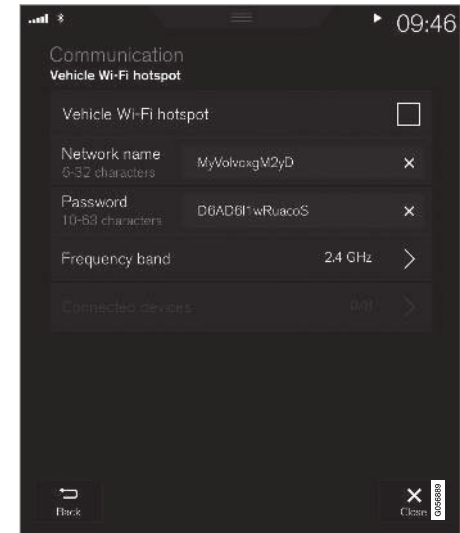 09:46
Communication
Vehicle Wi-Fi hotspot
Vehicle Wi-Fi hotspot
Network name
6-32 characters
MyVolvoxgM2yD
Password
10-63 characters
D6AD6l1wRuacoS
Frequency band
2.4 GHz
Connected devices
0/8
Back
Close
G056889